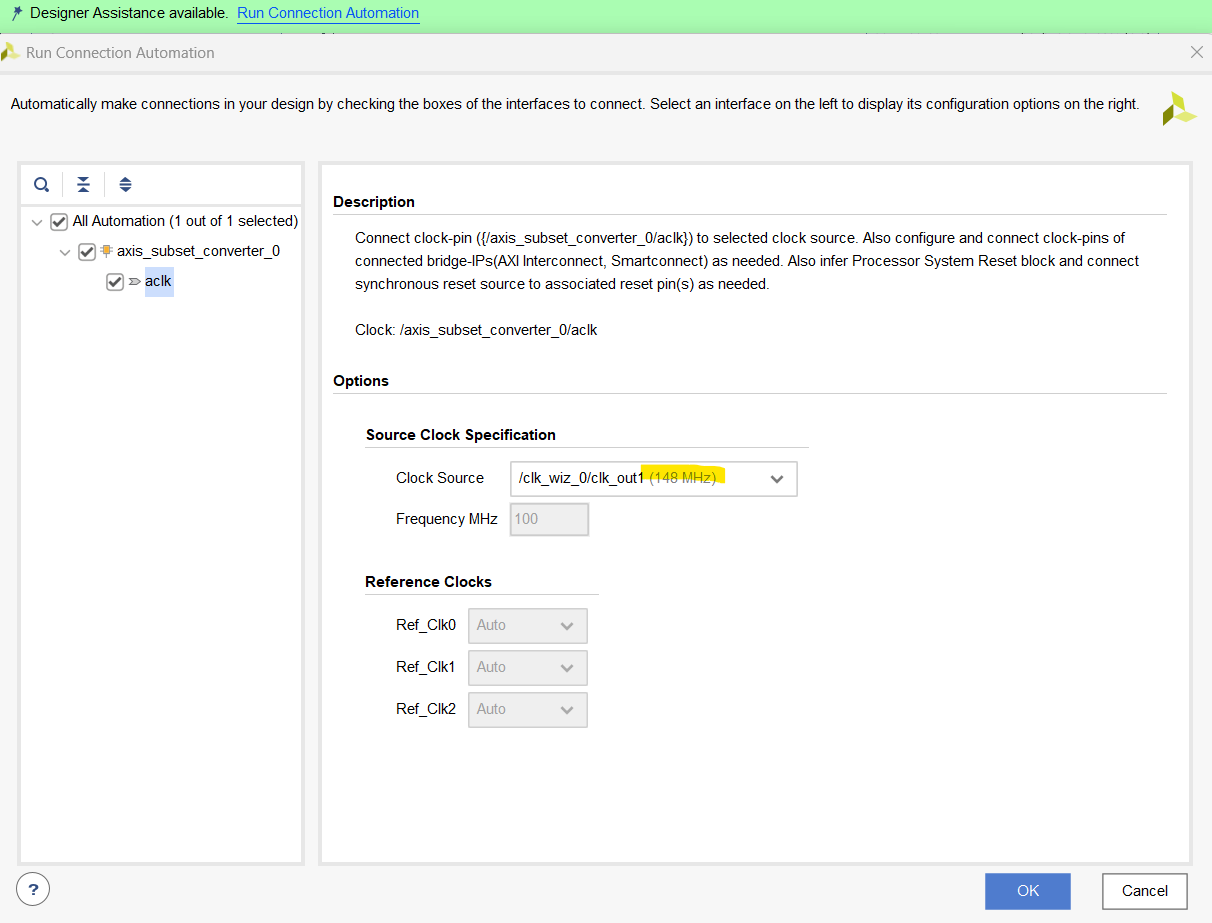 Designer Assistance available. Run Connection Automation
Run Connection Automation
Automatically make connections in your design by checking the boxes of the interfaces to connect. Select an interface on the left to display its configuration options on the right.
All Automation (1 out of 1 selected)
axis_subset_converter_0
aclk
Description
Connect clock-pin ({/axis_subset_converter_0/aclk}) to selected clock source. Also configure and connect clock-pins of
connected bridge-IPs(AXI Interconnect, Smartconnect) as needed. Also infer Processor System Reset block and connect
synchronous reset source to associated reset pin(s) as needed.
Clock: /axis_subset_converter_0/aclk
Options
Source Clock Specification
Clock Source /clk_wiz_0/clk_out1 (148 MHz)
Frequency MHz 100
Reference Clocks
Ref_Clk0 Auto
Ref_Clk1 Auto
Ref_Clk2 Auto
? OK Cancel